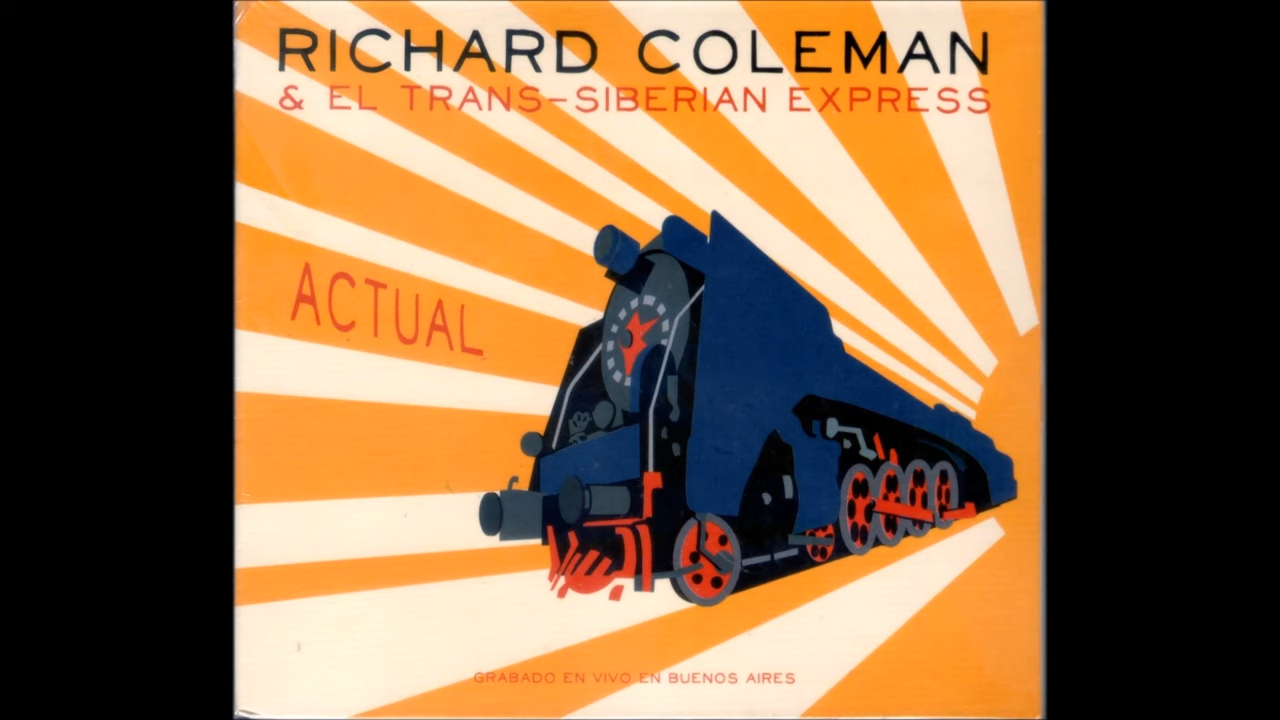 RICHARD COLEMAN
& EL TRANS-SIBERIAN EXPRESS
ACTUAL
GRABADO EN VIVO EN BUENOS AIRES